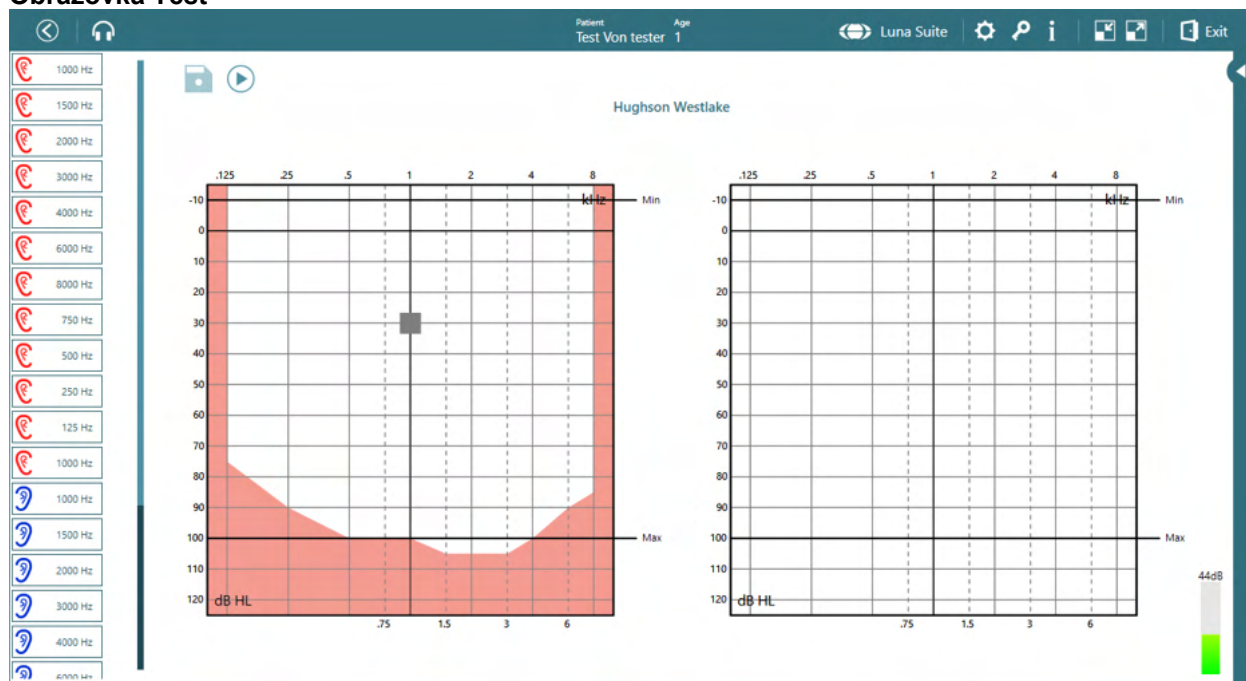 Obrazovka Test
Patient Age
Test Von tester 1
Luna Suite
i
Exit
1000 Hz
1500 Hz
2000 Hz
3000 Hz
4000 Hz
6000 Hz
8000 Hz
750 Hz
500 Hz
250 Hz
125 Hz
1000 Hz
1000 Hz
1500 Hz
2000 Hz
3000 Hz
4000 Hz
6000 Hz
Hughson Westlake
.125 .25 .5 1 2 4 8
kHz
-10 Min
0
10
20
30
40
50
60
70
80
90
100 Max
110
120 dB HL
.75 1.5 3 6
.125 .25 .5 1 2 4 8
kHz
-10 Min
0
10
20
30
40
50
60
70
80
90
100 Max
110
120 dB HL
.75 1.5 3 6
44dB